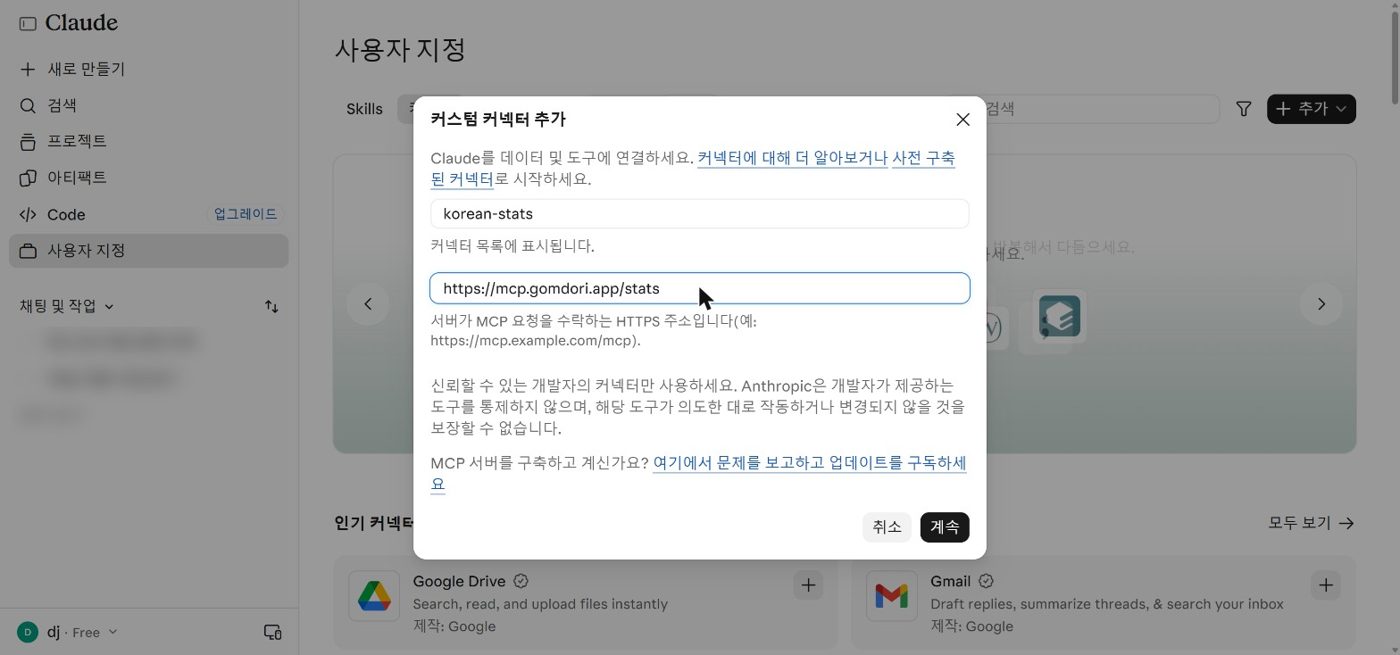 Claude
새로 만들기
검색
프로젝트
아티팩트
Code 업그레이드
사용자 지정
채팅 및 작업
D dj · Free
사용자 지정
Skills
검색
추가
커스텀 커넥터 추가
Claude를 데이터 및 도구에 연결하세요. 커넥터에 대해 더 알아보거나 사전 구축
된 커넥터로 시작하세요.
korean-stats
커넥터 목록에 표시됩니다.
https://mcp.gomdori.app/stats
서버가 MCP 요청을 수락하는 HTTPS 주소입니다(예:
https://mcp.example.com/mcp).
신뢰할 수 있는 개발자의 커넥터만 사용하세요. Anthropic은 개발자가 제공하는
도구를 통제하지 않으며, 해당 도구가 의도한 대로 작동하거나 변경되지 않을 것을
보장할 수 없습니다.
MCP 서버를 구축하고 계신가요? 여기에서 문제를 보고하고 업데이트를 구독하세
요
취소
계속
반복해서 다듬으세요.
하세요.
인기 커넥터
모두 보기
Google Drive
Search, read, and upload files instantly
제작: Google
Gmail
Draft replies, summarize threads, & search your inbox
제작: Google